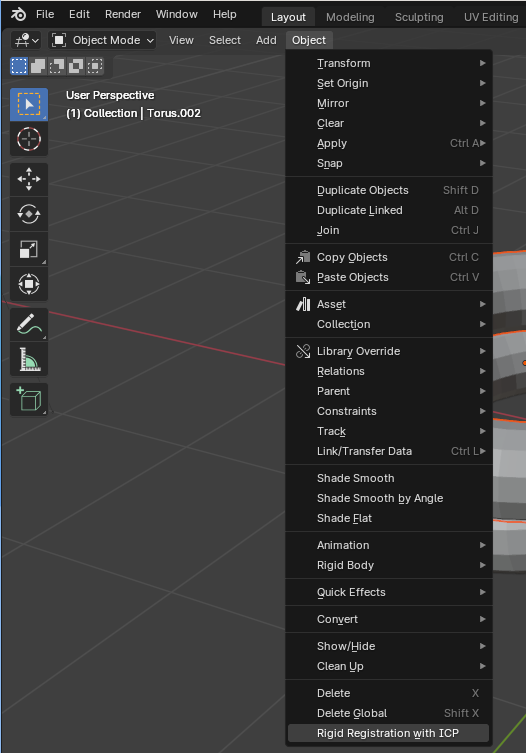 File Edit Render Window Help Layout Modeling Sculpting UV Editing
Object Mode View Select Add Object
User Perspective
(1) Collection | Torus.002
Transform
Set Origin
Mirror
Clear
Apply Ctrl A
Snap
Duplicate Objects Shift D
Duplicate Linked Alt D
Join Ctrl J
Copy Objects Ctrl C
Paste Objects Ctrl V
Asset
Collection
Library Override
Relations
Parent
Constraints
Track
Link/Transfer Data Ctrl L
Shade Smooth
Shade Smooth by Angle
Shade Flat
Animation
Rigid Body
Quick Effects
Convert
Show/Hide
Clean Up
Delete X
Delete Global Shift X
Rigid Registration with ICP